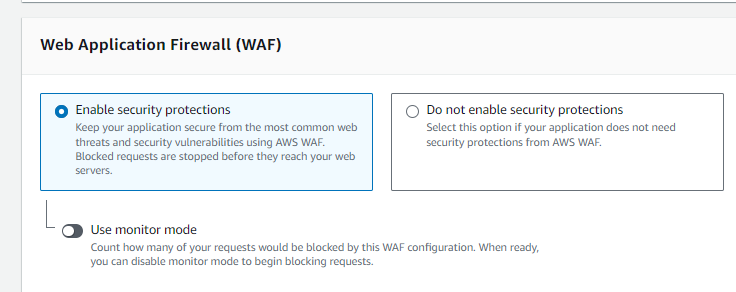 Web Application Firewall (WAF)
Enable security protections
Keep your application secure from the most common web
threats and security vulnerabilities using AWS WAF.
Blocked requests are stopped before they reach your web
servers.
Do not enable security protections
Select this option if your application does not need
security protections from AWS WAF.
Use monitor mode
Count how many of your requests would be blocked by this WAF configuration. When ready,
you can disable monitor mode to begin blocking requests.